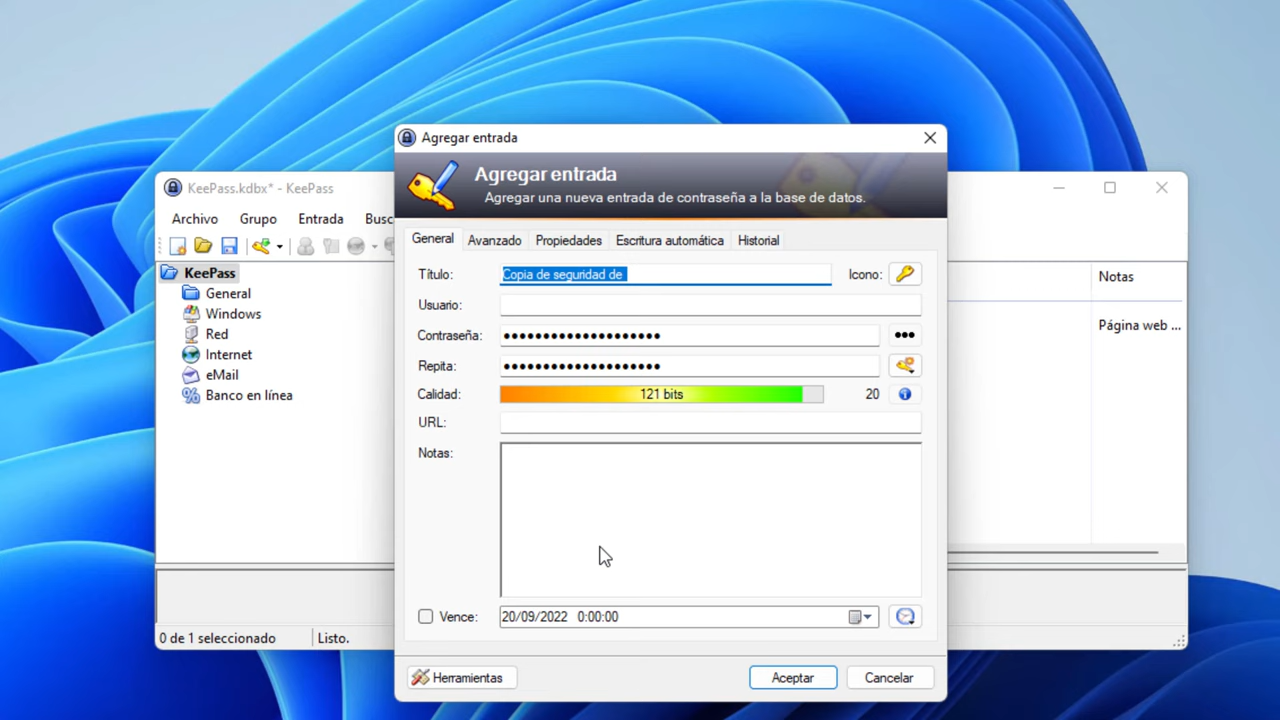 Agregar entrada
Agregar entrada
Agregar una nueva entrada de contraseña a la base de datos.
KeePass.kdbx* - KeePass
Archivo Grupo Entrada Busc
General Avanzado Propiedades Escritura automática Historial
KeePass
General
Windows
Red
Internet
eMail
Banco en línea
Título: Copia de seguridad de Icono:
Usuario:
Contraseña: ••••••••••••••••••••
Repita: ••••••••••••••••••••
Calidad: 121 bits 20
URL:
Notas:
Vence: 20/09/2022 0:00:00
Herramientas Aceptar Cancelar
Notas
Página web ...
0 de 1 seleccionado Listo.